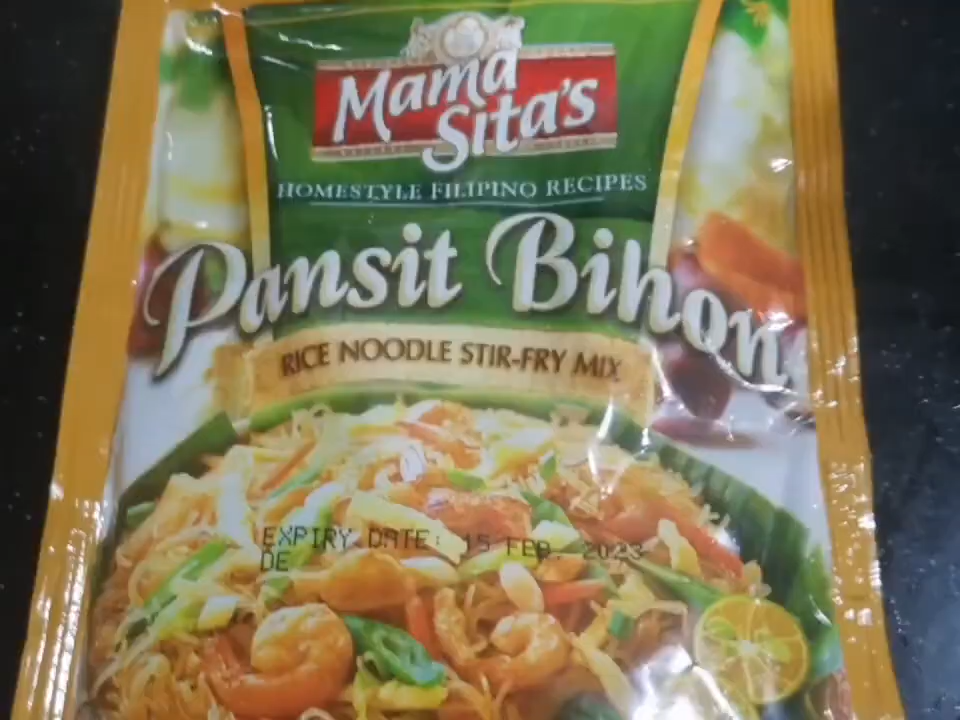 Mama
Sita's
HOMESTYLE FILIPINO RECIPES
Pansit Bihon
RICE NOODLE STIR-FRY MIX
EXPIRY DATE: 15 FEB. 2023
DE